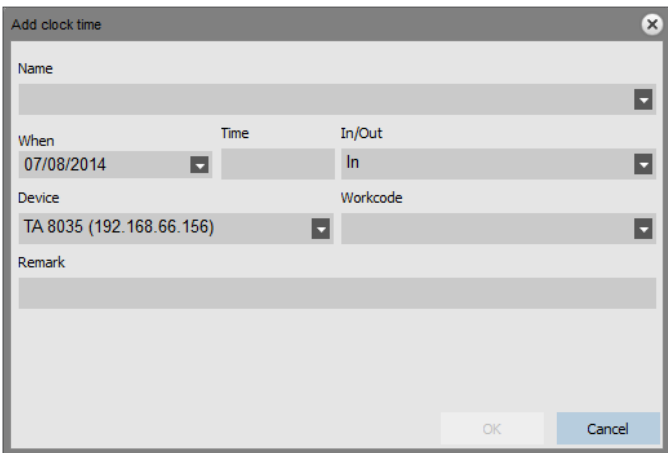 Add clock time
Name
When Time In/Out
07/08/2014 In
Device Workcode
TA 8035 (192.168.66.156)
Remark
OK Cancel